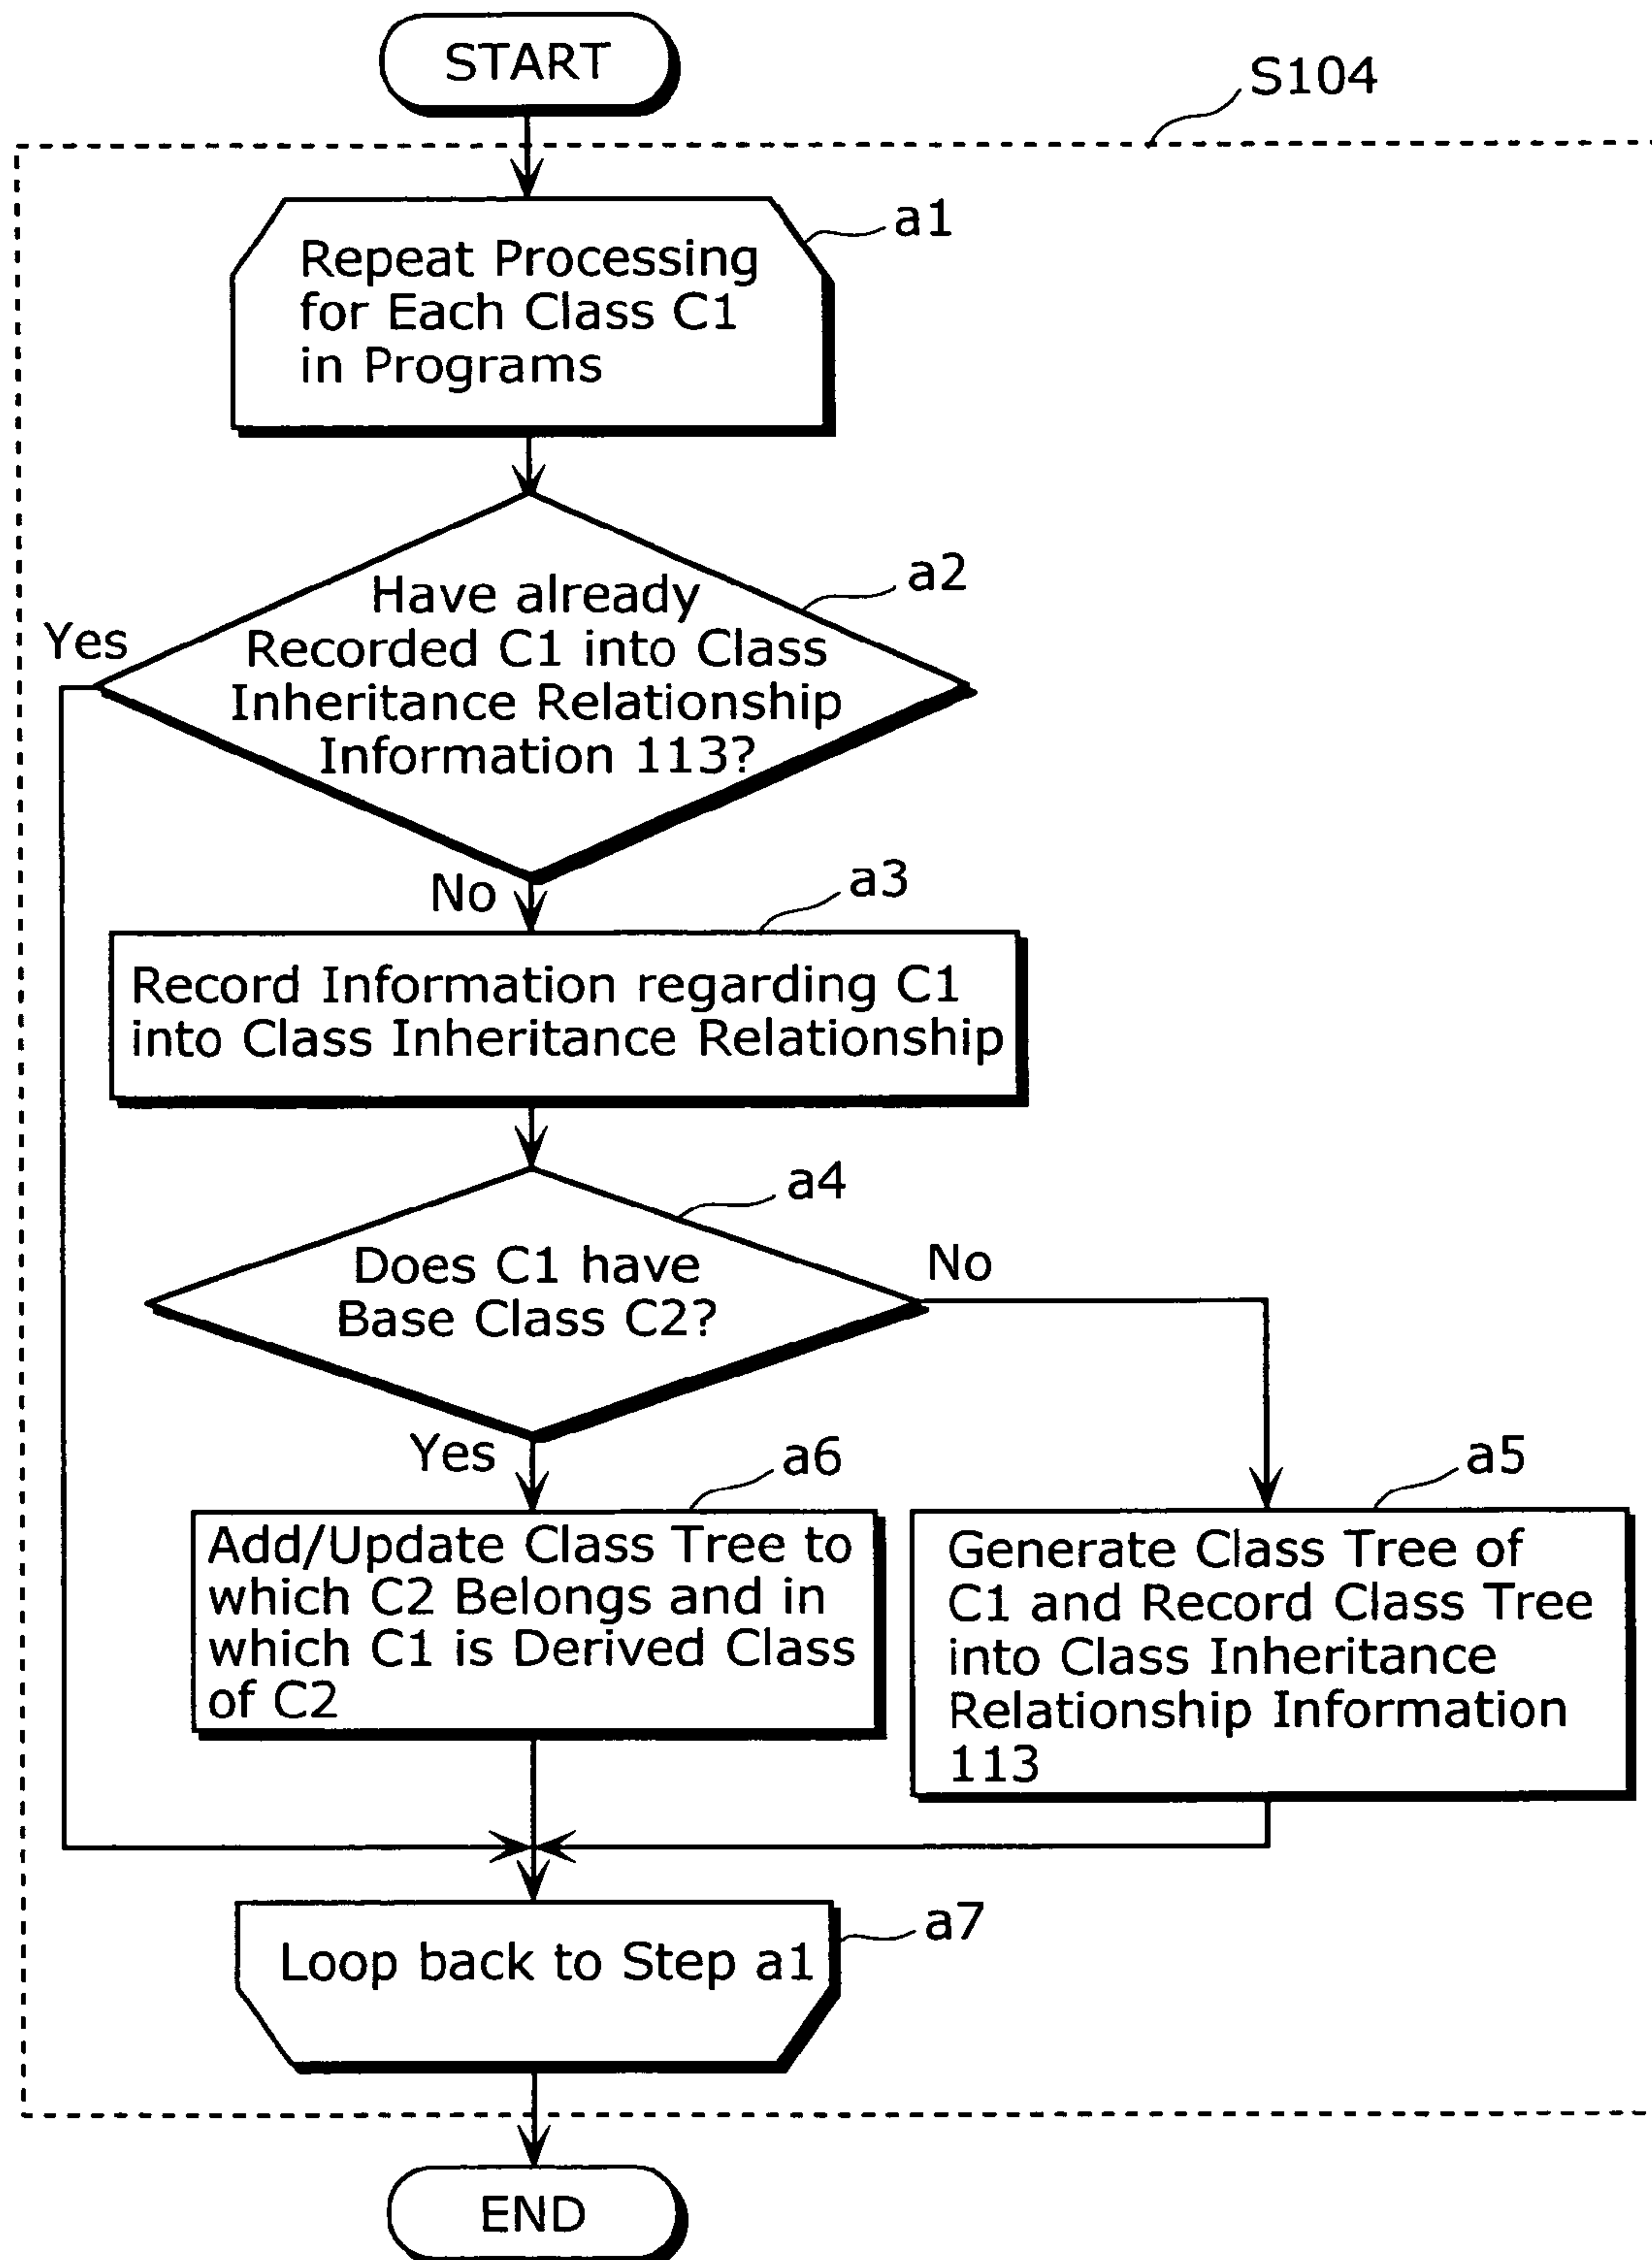 START
S104
a1
Repeat Processing
for Each Class C1
in Programs
a2
Have already
Recorded C1 into Class
Inheritance Relationship
Information 113?
Yes
No
a3
Record Information regarding C1
into Class Inheritance Relationship
a4
Does C1 have
Base Class C2?
No
Yes
a6
Add/Update Class Tree to
which C2 Belongs and in
which C1 is Derived Class
of C2
a5
Generate Class Tree of
C1 and Record Class Tree
into Class Inheritance
Relationship Information
113
a7
Loop back to Step a1
END